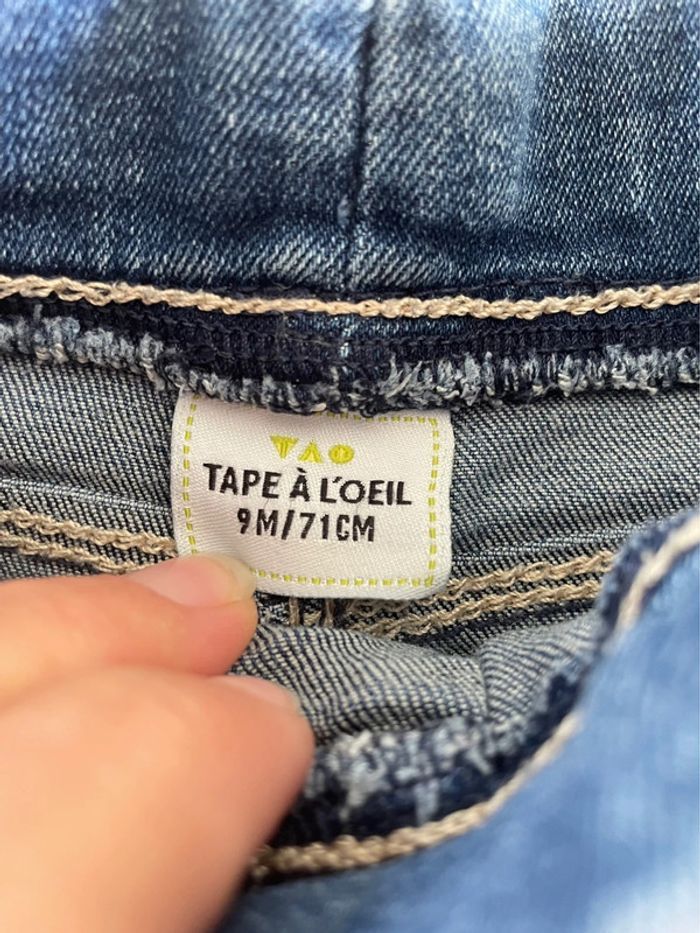 TAO
TAPE À L'OEIL
9M/71CM